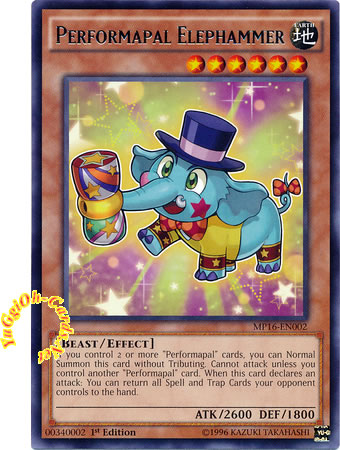 PERFORMAPAL ELEPHAMMER
EARTH
地
MP16-EN002
[BEAST / EFFECT]
If you control 2 or more "Performapal" cards, you can Normal
Summon this card without Tributing. Cannot attack unless you
control another "Performapal" card. When this card declares an
attack: You can return all Spell and Trap Cards your opponent
controls to the hand.
ATK/2600 DEF/1800
00340002 1st Edition
©1996 KAZUKI TAKAHASHI